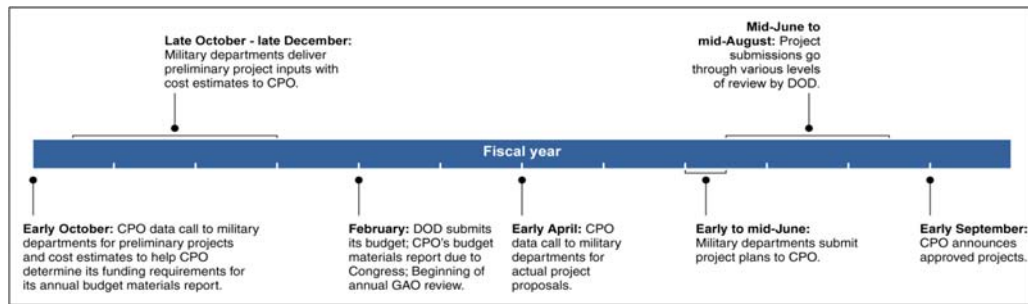 Late October - late December:
Military departments deliver
preliminary project inputs with
cost estimates to CPO.
Mid-June to
mid-August: Project
submissions go
through various levels
of review by DOD.
Fiscal year
Early October: CPO data call to military
departments for preliminary projects
and cost estimates to help CPO
determine its funding requirements for
its annual budget materials report.
February: DOD submits
its budget; CPO's budget
materials report due to
Congress; Beginning of
annual GAO review.
Early April: CPO
data call to military
departments for
actual project
proposals.
Early to mid-June:
Military departments submit
project plans to CPO.
Early September:
CPO announces
approved projects.